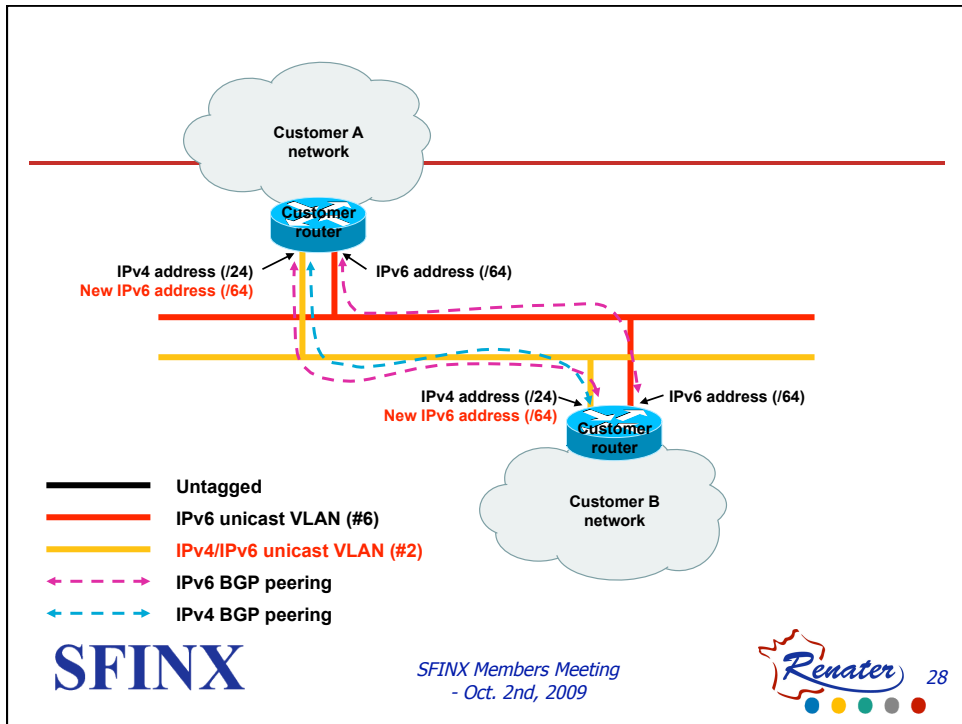 Customer A
network
Customer
router
IPv4 address (/24)
New IPv6 address (/64)
IPv6 address (/64)
IPv4 address (/24)
New IPv6 address (/64)
IPv6 address (/64)
Customer
router
Customer B
network
Untagged
IPv6 unicast VLAN (#6)
IPv4/IPv6 unicast VLAN (#2)
IPv6 BGP peering
IPv4 BGP peering
SFINX
SFINX Members Meeting
- Oct. 2nd, 2009
Renater
28